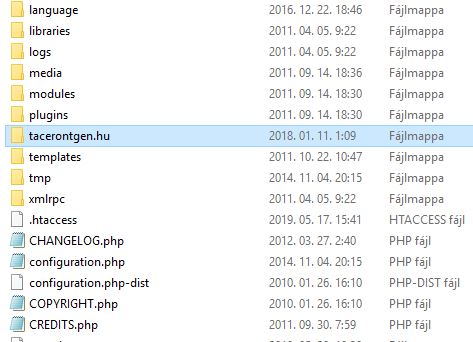 language 2016. 12. 22. 18:46 Fájlmappa
libraries 2011. 04. 05. 9:22 Fájlmappa
logs 2011. 04. 05. 9:22 Fájlmappa
media 2011. 09. 14. 18:36 Fájlmappa
modules 2011. 09. 14. 18:30 Fájlmappa
plugins 2011. 09. 14. 18:30 Fájlmappa
tacerontgen.hu 2018. 01. 11. 1:09 Fájlmappa
templates 2011. 10. 22. 10:47 Fájlmappa
tmp 2014. 11. 04. 20:15 Fájlmappa
xmlrpc 2011. 04. 05. 9:22 Fájlmappa
.htaccess 2019. 05. 17. 15:41 HTACCESS fájl
CHANGELOG.php 2012. 03. 27. 2:40 PHP fájl
configuration.php 2014. 11. 04. 20:15 PHP fájl
configuration.php-dist 2010. 01. 26. 16:10 PHP-DIST fájl
COPYRIGHT.php 2010. 01. 26. 16:10 PHP fájl
CREDITS.php 2011. 09. 30. 7:59 PHP fájl